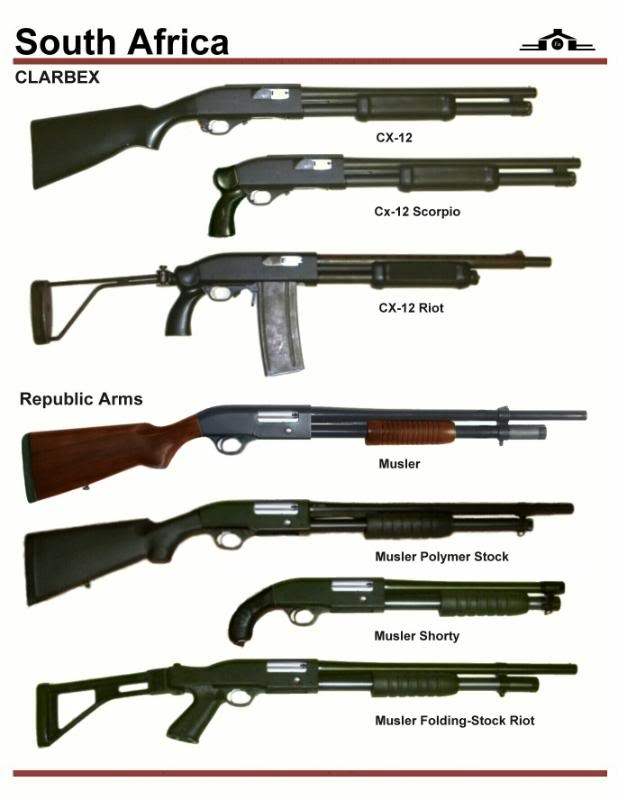 South Africa
CLARBEX
CX-12
Cx-12 Scorpio
CX-12 Riot
Republic Arms
Musler
Musler Polymer Stock
Musler Shorty
Musler Folding-Stock Riot